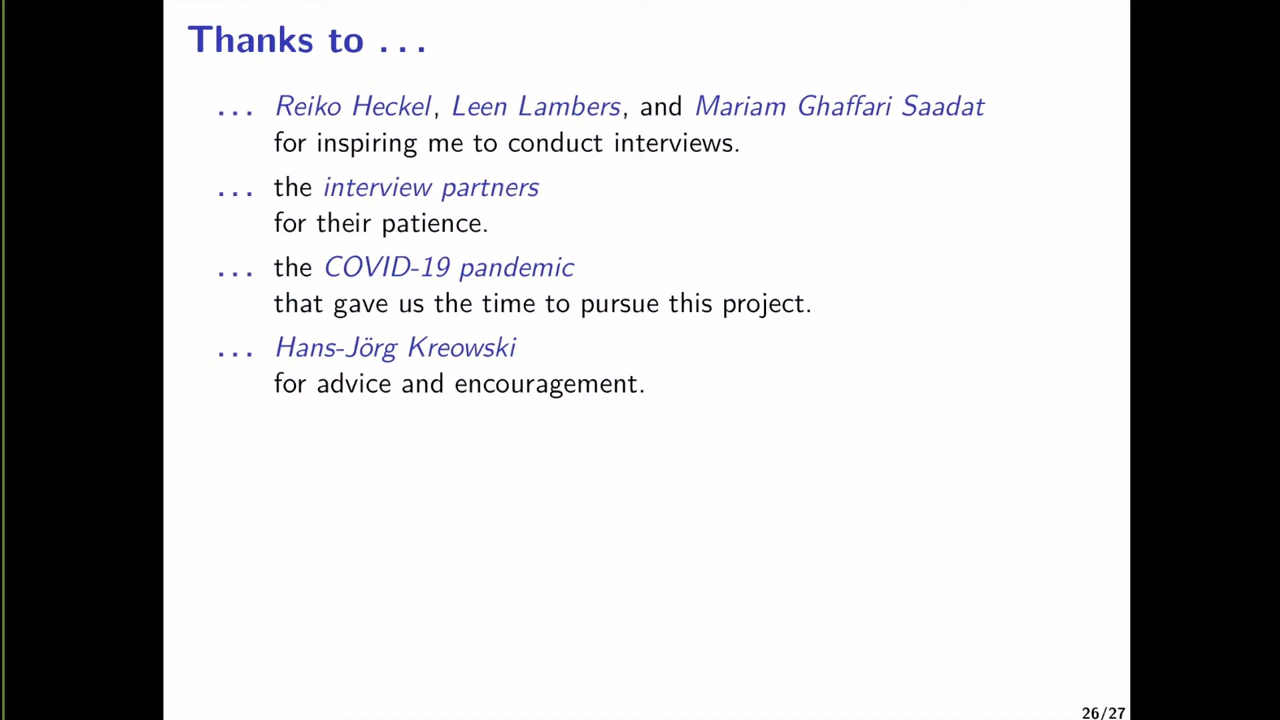 Thanks to ...
... Reiko Heckel, Leen Lambers, and Mariam Ghaffari Saadat
for inspiring me to conduct interviews.
... the interview partners
for their patience.
... the COVID-19 pandemic
that gave us the time to pursue this project.
... Hans-Jörg Kreowski
for advice and encouragement.
26/27